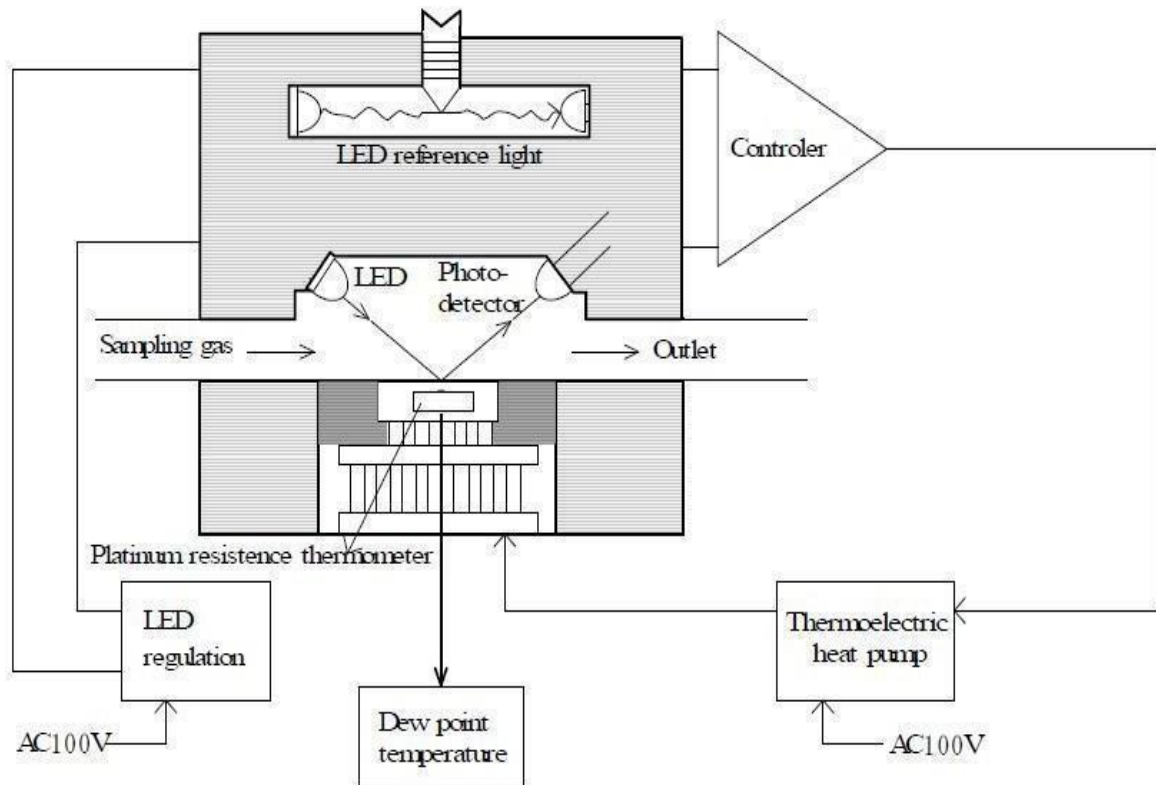 LED reference light
Controler
LED
Photo-
detector
Sampling gas
Outlet
Platinum resistence thermometer
LED
regulation
Thermoelectric
heat pump
AC100V
Dew point
temperature
AC100V